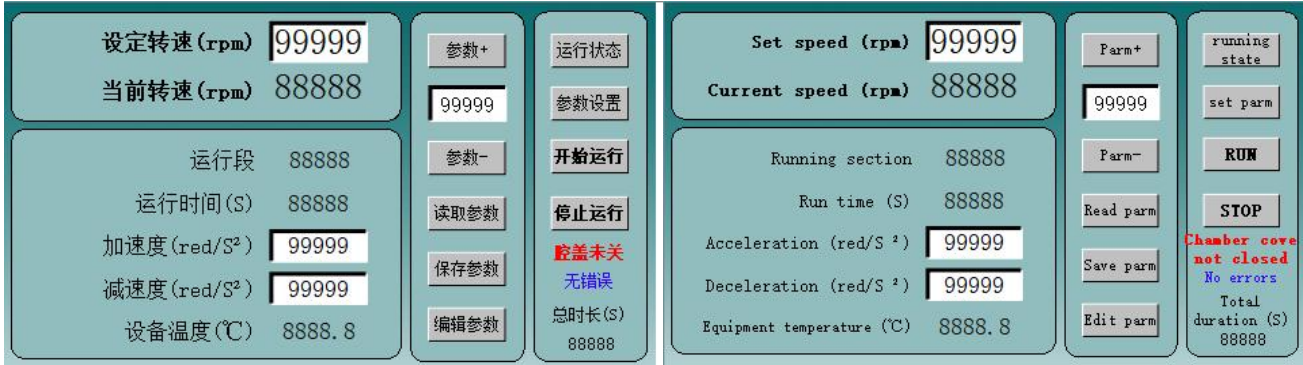 设定转速(rpm) 99999
当前转速(rpm) 88888
运行段 88888
运行时间(S) 88888
加速度(red/S²) 99999
减速度(red/S²) 99999
设备温度(℃) 8888.8
参数+
99999
参数-
读取参数
保存参数
编辑参数
运行状态
参数设置
开始运行
停止运行
腔盖未关
无错误
总时长(S)
88888
Set speed (rpm) 99999
Current speed (rpm) 88888
Running section 88888
Run time (S) 88888
Acceleration (red/S ²) 99999
Deceleration (red/S ²) 99999
Equipment temperature (℃) 8888.8
Parm+
99999
Parm-
Read parm
Save parm
Edit parm
running
state
set parm
RUN
STOP
Chamber cove
not closed
No errors
Total
duration (S)
88888